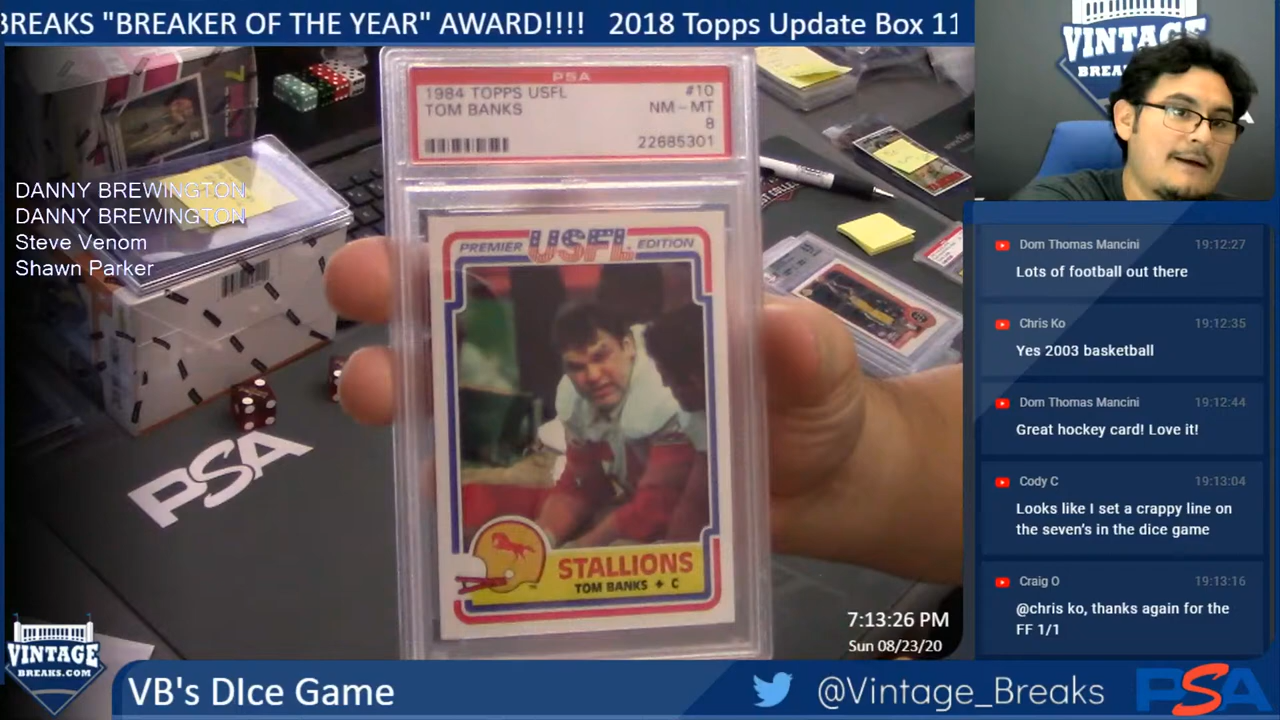 BREAKS "BREAKER OF THE YEAR" AWARD!!!! 2018 Topps Update Box 11
VINTAGE
PSA
1984 TOPPS USFL #10
TOM BANKS NM-MT
8
22685301
DANNY BREWINGTON
DANNY BREWINGTON
Steve Venom
Shawn Parker
PREMIER USFL EDITION
STALLIONS
TOM BANKS + C
PSA
Dom Thomas Mancini 19:12:27
Lots of football out there
Chris Ko 19:12:35
Yes 2003 basketball
Dom Thomas Mancini 19:12:44
Great hockey card! Love it!
Cody C 19:13:04
Looks like I set a crappy line on
the seven's in the dice game
Craig O 19:13:16
@chris ko, thanks again for the
FF 1/1
7:13:26 PM
Sun 08/23/20
VINTAGE
BREAKS.COM
VB's DIce Game
@Vintage_Breaks
PSA